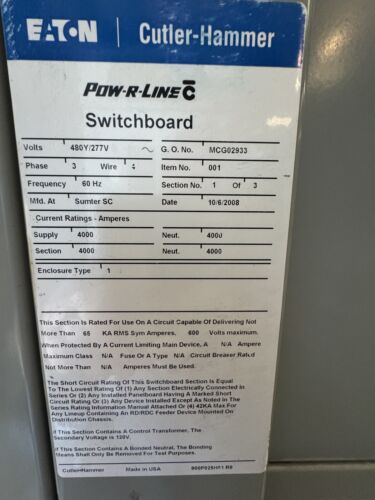 EATON Cutler-Hammer
POW-R-LINE C
Switchboard
Volts 480Y/277V ~ G. O. No. MCG02933
Phase 3 Wire 4 Item No. 001
Frequency 60 Hz Section No. 1 Of 3
Mfd. At Sumter SC Date 10/6/2008
Current Ratings - Amperes
Supply 4000 Neut. 4000
Section 4000 Neut. 4000
Enclosure Type 1
This Section Is Rated For Use On A Circuit Capable Of Delivering Not
More Than 65 KA RMS Sym Amperes, 600 Volts maximum.
When Protected By A Current Limiting Main Device, A N/A Ampere
Maximum Class N/A Fuse Or A Type N/A Circuit Breaker Rated
Not More Than N/A Amperes Must Be Used.
The Short Circuit Rating Of This Switchboard Section Is Equal
To The Lowest Rating Of (1) Any Section Electrically Connected In
Series Or (2) Any Installed Panelboard Having A Marked Short
Circuit Rating Or (3) Any Device Installed Except As Noted In The
Series Rating Information Manual Attached Or (4) 42KA Max For
Any Lineup Containing An RD/RDC Feeder Device Mounted On
Distribution Chassis.
If This Section Contains A Control Transformer, The
Secondary Voltage is 120V.
If This Section Contains A Bonded Neutral, The Bonding
Means Shall Only Be Removed For Test Purposes.
Cutler-Hammer Made in USA